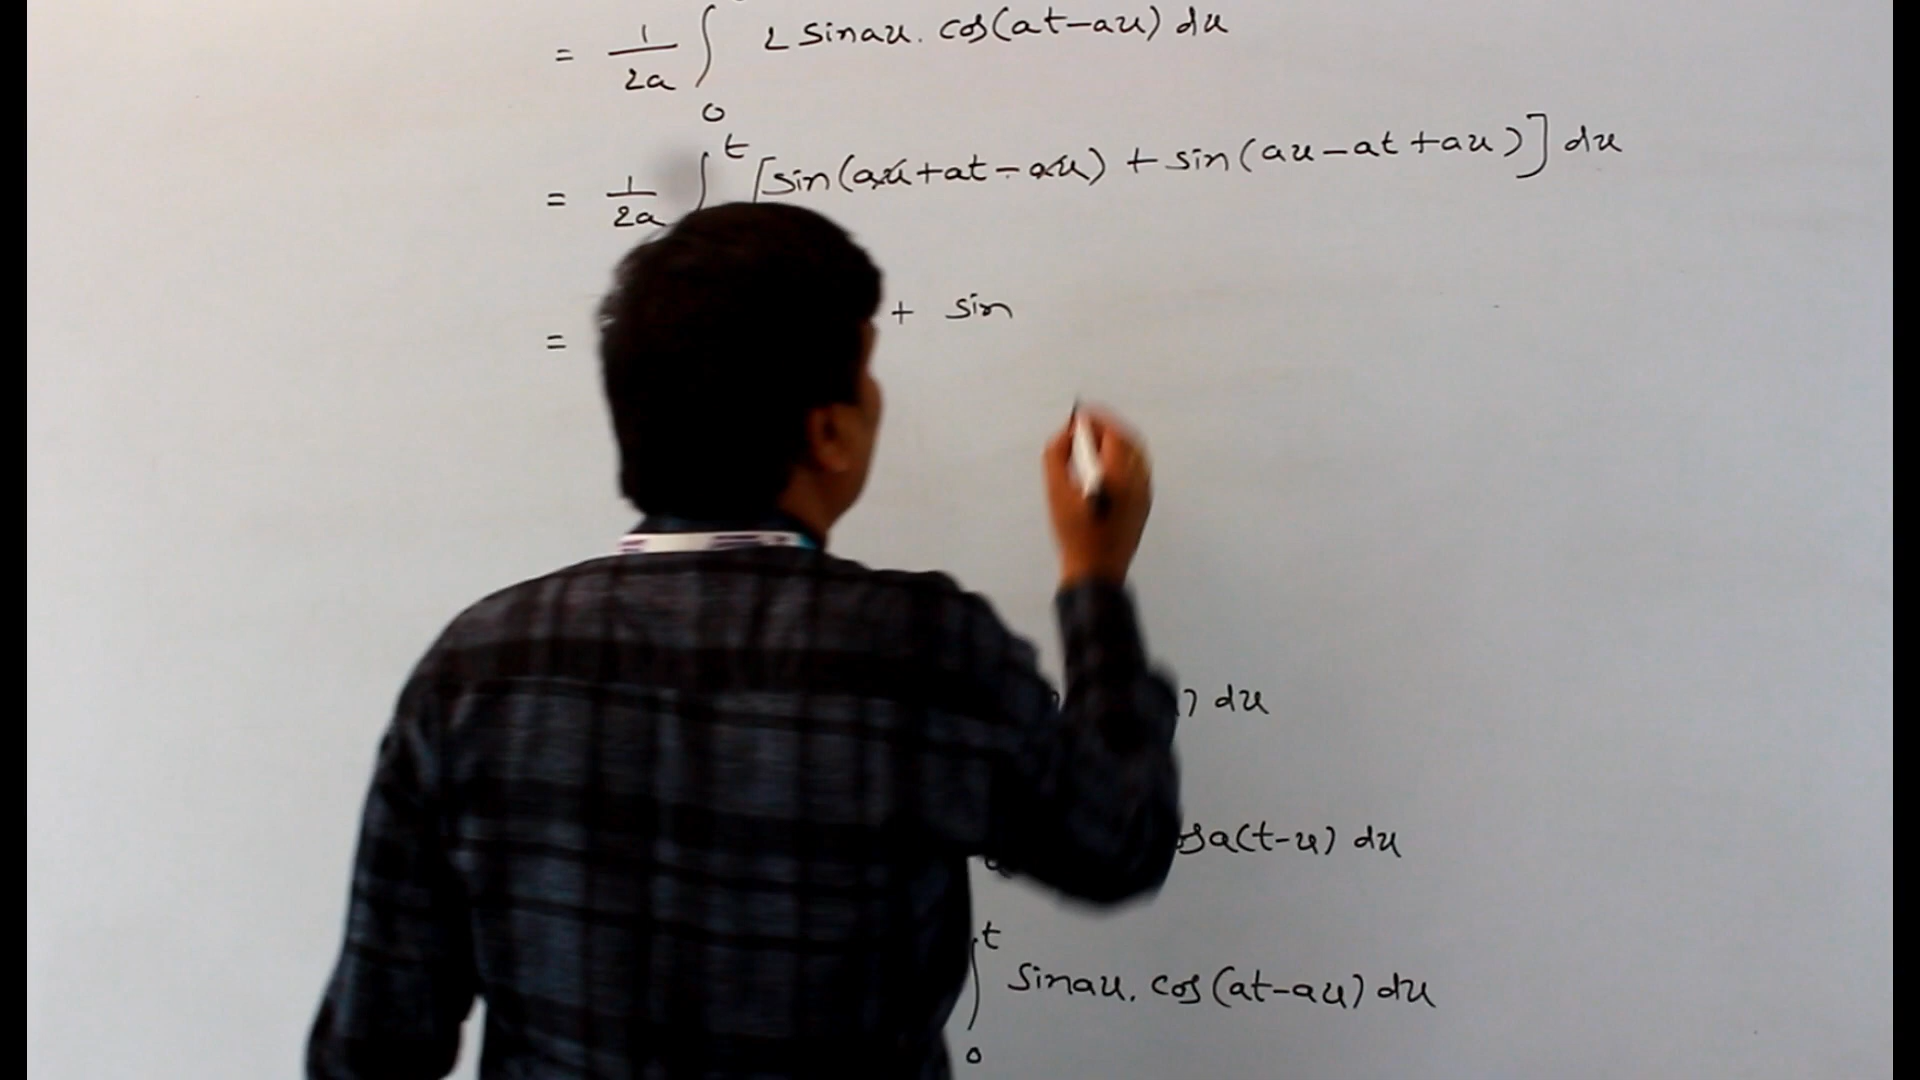 = 1/2a ∫ 0 2 sinau. cos(at-au) du
= 1/2a ∫ t [sin(au+at-au) + sin(au-at+au)] du
= + sin
) du
a(t-u) du
∫ 0 t Sinau. cos(at-au) du